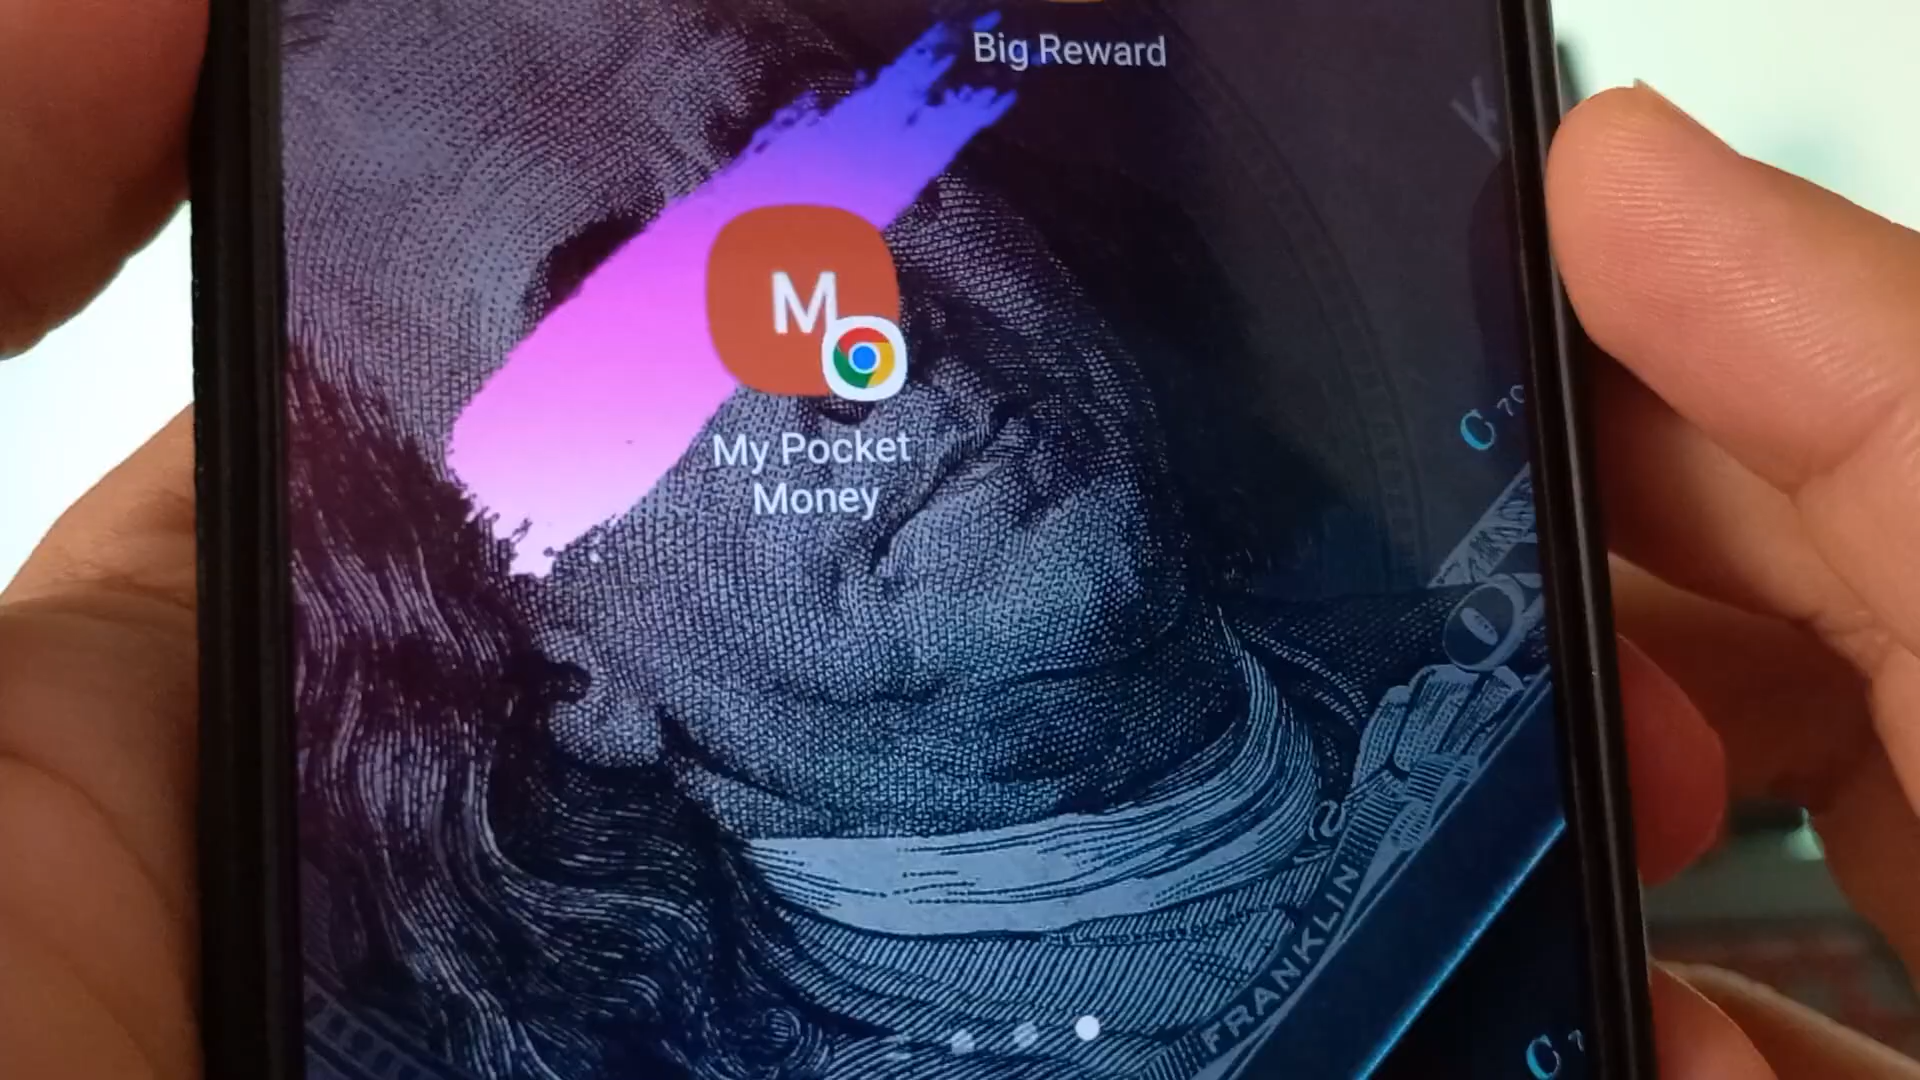 Big Reward
M
My Pocket
Money
K
C
FRANKLIN
C